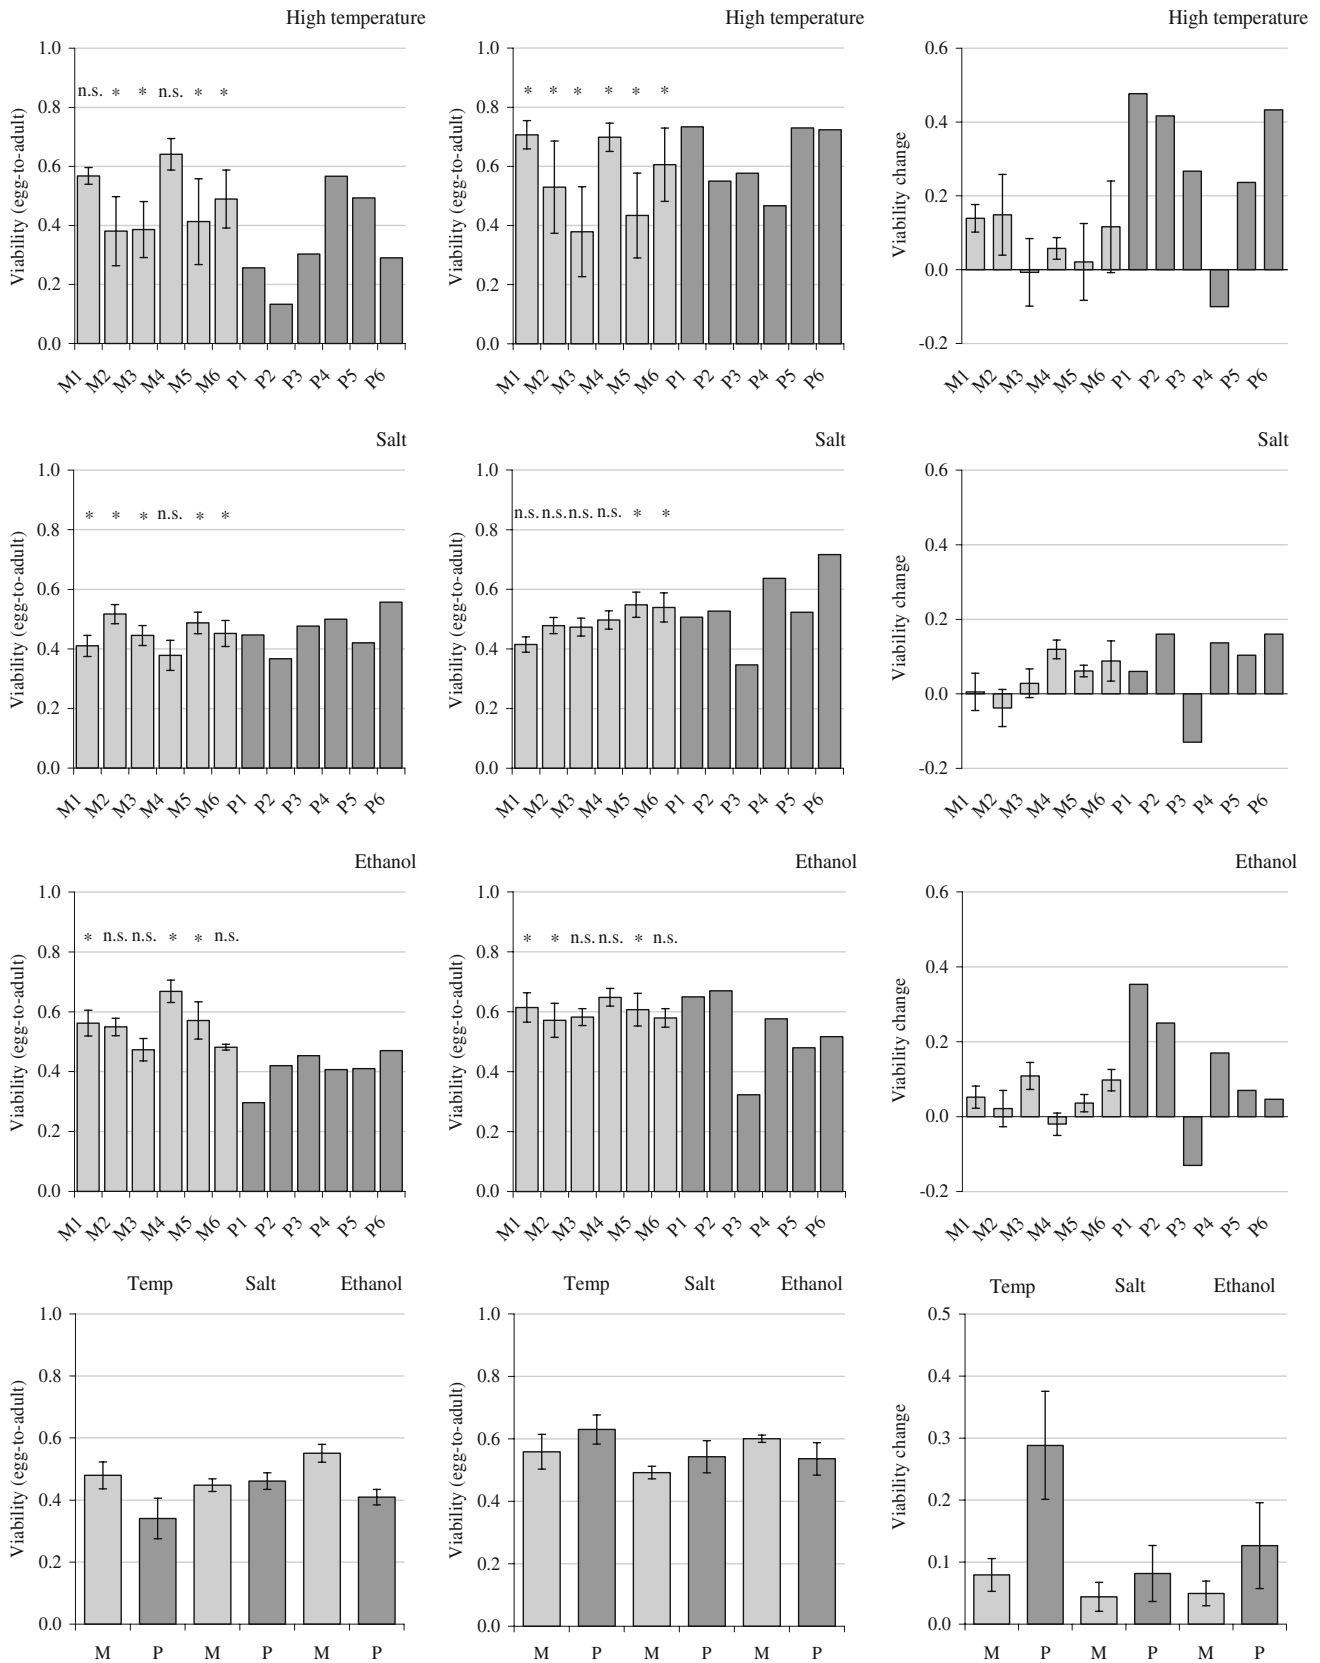 High temperature
Viability (egg-to-adult)
1.0
0.8
0.6
0.4
0.2
0.0
n.s. * * n.s. * *
M1 M2 M3 M4 M5 M6 P1 P2 P3 P4 P5 P6
High temperature
Viability (egg-to-adult)
1.0
0.8
0.6
0.4
0.2
0.0
* * * * * *
M1 M2 M3 M4 M5 M6 P1 P2 P3 P4 P5 P6
High temperature
Viability change
0.6
0.4
0.2
0.0
-0.2
M1 M2 M3 M4 M5 M6 P1 P2 P3 P4 P5 P6
Salt
Viability (egg-to-adult)
1.0
0.8
0.6
0.4
0.2
0.0
* * * n.s. * *
M1 M2 M3 M4 M5 M6 P1 P2 P3 P4 P5 P6
Salt
Viability (egg-to-adult)
1.0
0.8
0.6
0.4
0.2
0.0
n.s. n.s. n.s. n.s. * *
M1 M2 M3 M4 M5 M6 P1 P2 P3 P4 P5 P6
Salt
Viability change
0.6
0.4
0.2
0.0
-0.2
M1 M2 M3 M4 M5 M6 P1 P2 P3 P4 P5 P6
Ethanol
Viability (egg-to-adult)
1.0
0.8
0.6
0.4
0.2
0.0
* n.s. n.s. * * n.s.
M1 M2 M3 M4 M5 M6 P1 P2 P3 P4 P5 P6
Ethanol
Viability (egg-to-adult)
1.0
0.8
0.6
0.4
0.2
0.0
* * n.s. n.s. * n.s.
M1 M2 M3 M4 M5 M6 P1 P2 P3 P4 P5 P6
Ethanol
Viability change
0.6
0.4
0.2
0.0
-0.2
M1 M2 M3 M4 M5 M6 P1 P2 P3 P4 P5 P6
Temp Salt Ethanol
Viability (egg-to-adult)
1.0
0.8
0.6
0.4
0.2
0.0
M P M P M P
Temp Salt Ethanol
Viability (egg-to-adult)
1.0
0.8
0.6
0.4
0.2
0.0
M P M P M P
Temp Salt Ethanol
Viability change
0.5
0.4
0.3
0.2
0.1
0.0
M P M P M P